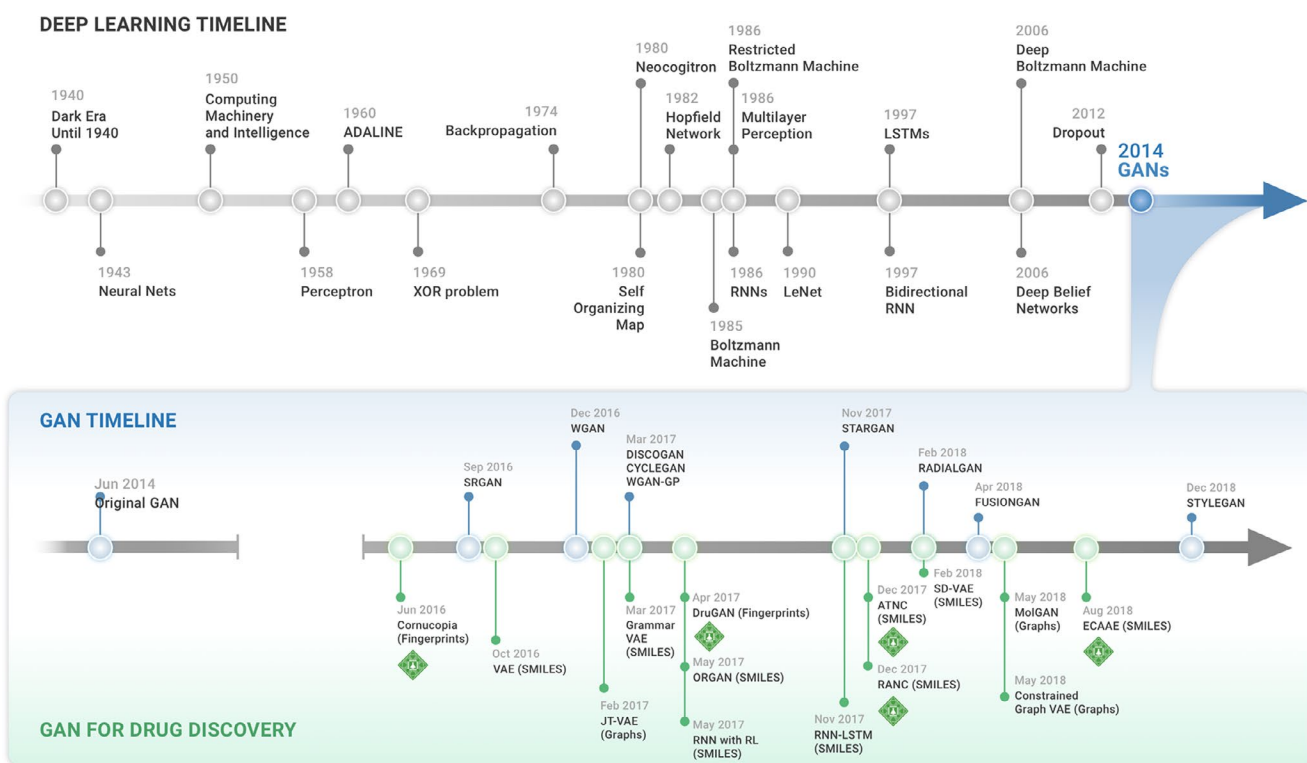 DEEP LEARNING TIMELINE
1940
Dark Era
Until 1940
1943
Neural Nets
1950
Computing
Machinery
and Intelligence
1958
Perceptron
1960
ADALINE
1969
XOR problem
1974
Backpropagation
1980
Neocogitron
1980
Self
Organizing
Map
1982
Hopfield
Network
1985
Boltzmann
Machine
1986
Restricted
Boltzmann Machine
1986
Multilayer
Perception
1986
RNNs
1990
LeNet
1997
LSTMs
1997
Bidirectional
RNN
2006
Deep
Boltzmann Machine
2006
Deep Belief
Networks
2012
Dropout
2014
GANs
GAN TIMELINE
Jun 2014
Original GAN
Sep 2016
SRGAN
Dec 2016
WGAN
Mar 2017
DISCOGAN
CYCLEGAN
WGAN-GP
Nov 2017
STARGAN
Feb 2018
RADIALGAN
Apr 2018
FUSIONGAN
Dec 2018
STYLEGAN
Jun 2016
Cornucopia
(Fingerprints)
Oct 2016
VAE (SMILES)
Feb 2017
JT-VAE
(Graphs)
Mar 2017
Grammar
VAE
(SMILES)
Apr 2017
DruGAN (Fingerprints)
May 2017
ORGAN (SMILES)
May 2017
RNN with RL
(SMILES)
Nov 2017
RNN-LSTM
(SMILES)
Dec 2017
ATNC
(SMILES)
Dec 2017
RANC (SMILES)
Feb 2018
SD-VAE
(SMILES)
May 2018
MolGAN
(Graphs)
May 2018
Constrained
Graph VAE (Graphs)
Aug 2018
ECAAE (SMILES)
GAN FOR DRUG DISCOVERY